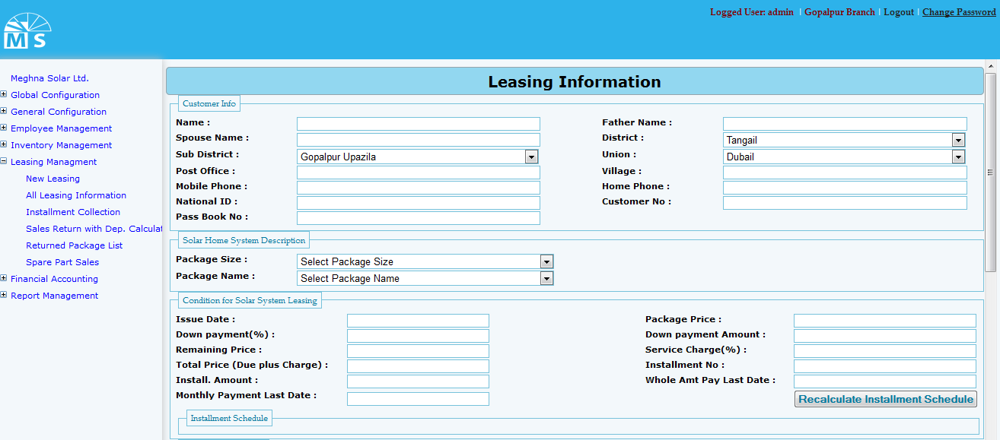 Logged User: admin | Gopalpur Branch | Logout | Change Password
M S
Meghna Solar Ltd.
Global Configuration
General Configuration
Employee Management
Inventory Management
Leasing Managment
New Leasing
All Leasing Information
Installment Collection
Sales Return with Dep. Calculat
Returned Package List
Spare Part Sales
Financial Accounting
Report Management
Leasing Information
Customer Info
Name : Father Name :
Spouse Name : District : Tangail
Sub District : Gopalpur Upazila Union : Dubail
Post Office : Village :
Mobile Phone : Home Phone :
National ID : Customer No :
Pass Book No :
Solar Home System Description
Package Size : Select Package Size
Package Name : Select Package Name
Condition for Solar System Leasing
Issue Date : Package Price :
Down payment(%) : Down payment Amount :
Remaining Price : Service Charge(%) :
Total Price (Due plus Charge) : Installment No :
Install. Amount : Whole Amt Pay Last Date :
Monthly Payment Last Date : Recalculate Installment Schedule
Installment Schedule